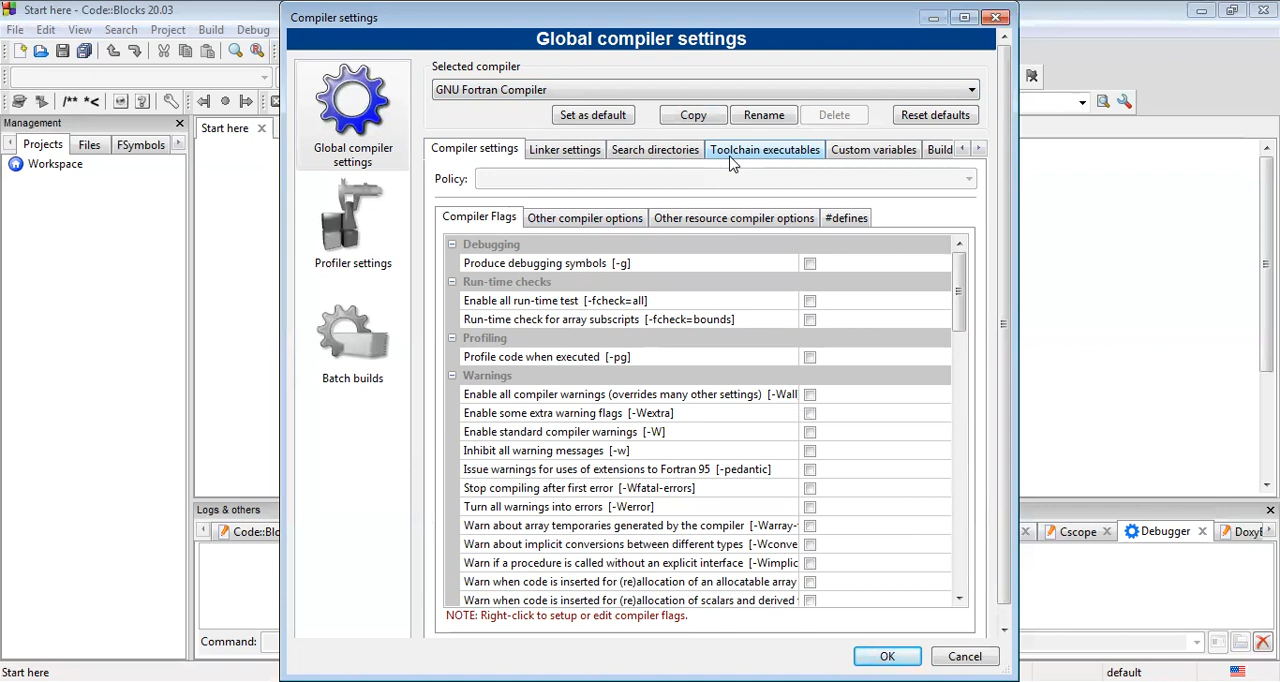 Start here - Code::Blocks 20.03
File Edit View Search Project Build Debug
Management
Projects Files FSymbols
Workspace
Start here
Logs & others
Code::Blo
Cscope
Debugger
DoxyB
Command:
Start here
default
Compiler settings
Global compiler settings
Global compiler
settings
Profiler settings
Batch builds
Selected compiler
GNU Fortran Compiler
Set as default Copy Rename Delete Reset defaults
Compiler settings Linker settings Search directories Toolchain executables Custom variables Build
Policy:
Compiler Flags Other compiler options Other resource compiler options #defines
Debugging
Produce debugging symbols [-g]
Run-time checks
Enable all run-time test [-fcheck=all]
Run-time check for array subscripts [-fcheck=bounds]
Profiling
Profile code when executed [-pg]
Warnings
Enable all compiler warnings (overrides many other settings) [-Wall
Enable some extra warning flags [-Wextra]
Enable standard compiler warnings [-W]
Inhibit all warning messages [-w]
Issue warnings for uses of extensions to Fortran 95 [-pedantic]
Stop compiling after first error [-Wfatal-errors]
Turn all warnings into errors [-Werror]
Warn about array temporaries generated by the compiler [-Warray-
Warn about implicit conversions between different types [-Wconve
Warn if a procedure is called without an explicit interface [-Wimplic
Warn when code is inserted for (re)allocation of an allocatable array
Warn when code is inserted for (re)allocation of scalars and derived
NOTE: Right-click to setup or edit compiler flags.
OK Cancel